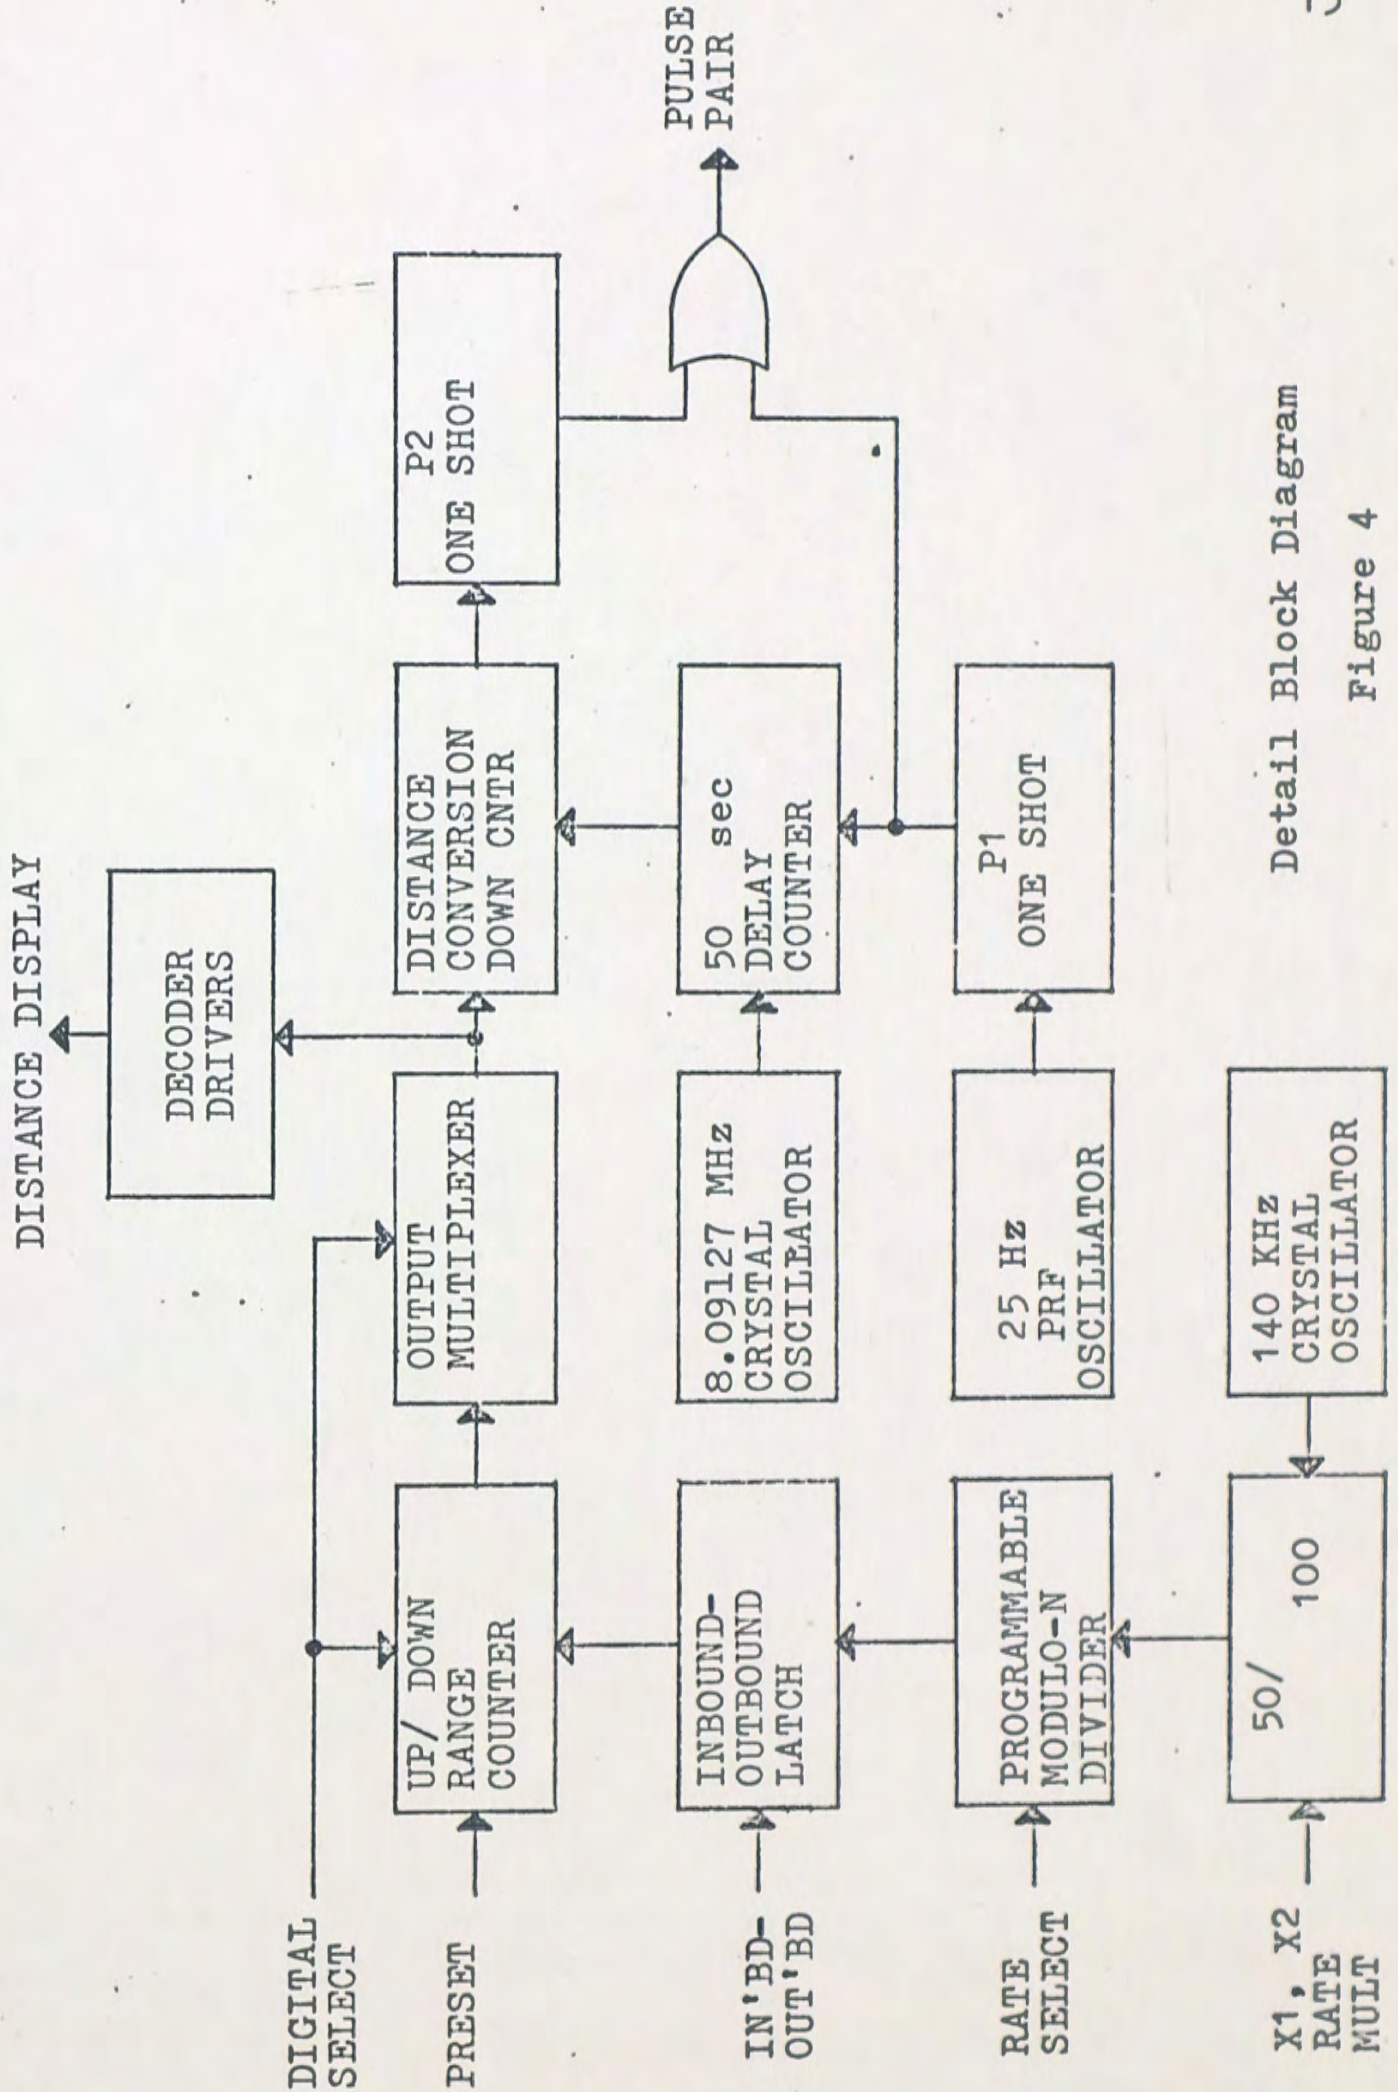 DISTANCE DISPLAY
DECODER
DRIVERS
DIGITAL
SELECT
PRESET
UP/ DOWN
RANGE
COUNTER
OUTPUT
MULTIPLEXER
DISTANCE
CONVERSION
DOWN CNTR
P2
ONE SHOT
PULSE
PAIR
IN'BD-
OUT'BD
INBOUND-
OUTBOUND
LATCH
8.09127 MHz
CRYSTAL
OSCILLATOR
50 sec
DELAY
COUNTER
RATE
SELECT
PROGRAMMABLE
MODULO-N
DIVIDER
25 Hz
PRF
OSCILLATOR
P1
ONE SHOT
X1, X2
RATE
MULT
50/ 100
140 KHz
CRYSTAL
OSCILLATOR
Detail Block Diagram
Figure 4